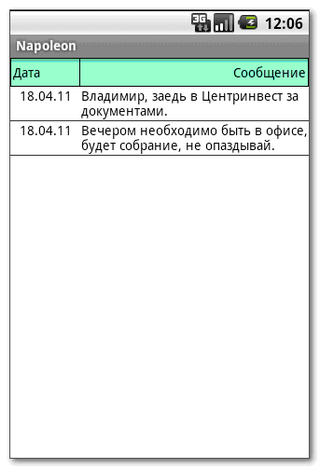 3G 12:06
Napoleon
Дата Сообщение
18.04.11 Владимир, заедь в Центринвест за
документами.
18.04.11 Вечером необходимо быть в офисе,
будет собрание, не опаздывай.